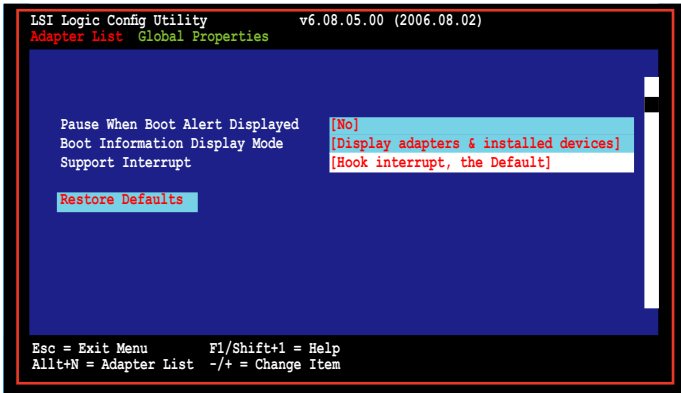 LSI Logic Config Utility v6.08.05.00 (2006.08.02)
Adapter List Global Properties
Pause When Boot Alert Displayed [No]
Boot Information Display Mode [Display adapters & installed devices]
Support Interrupt [Hook interrupt, the Default]
Restore Defaults
Esc = Exit Menu F1/Shift+1 = Help
Allt+N = Adapter List -/+ = Change Item